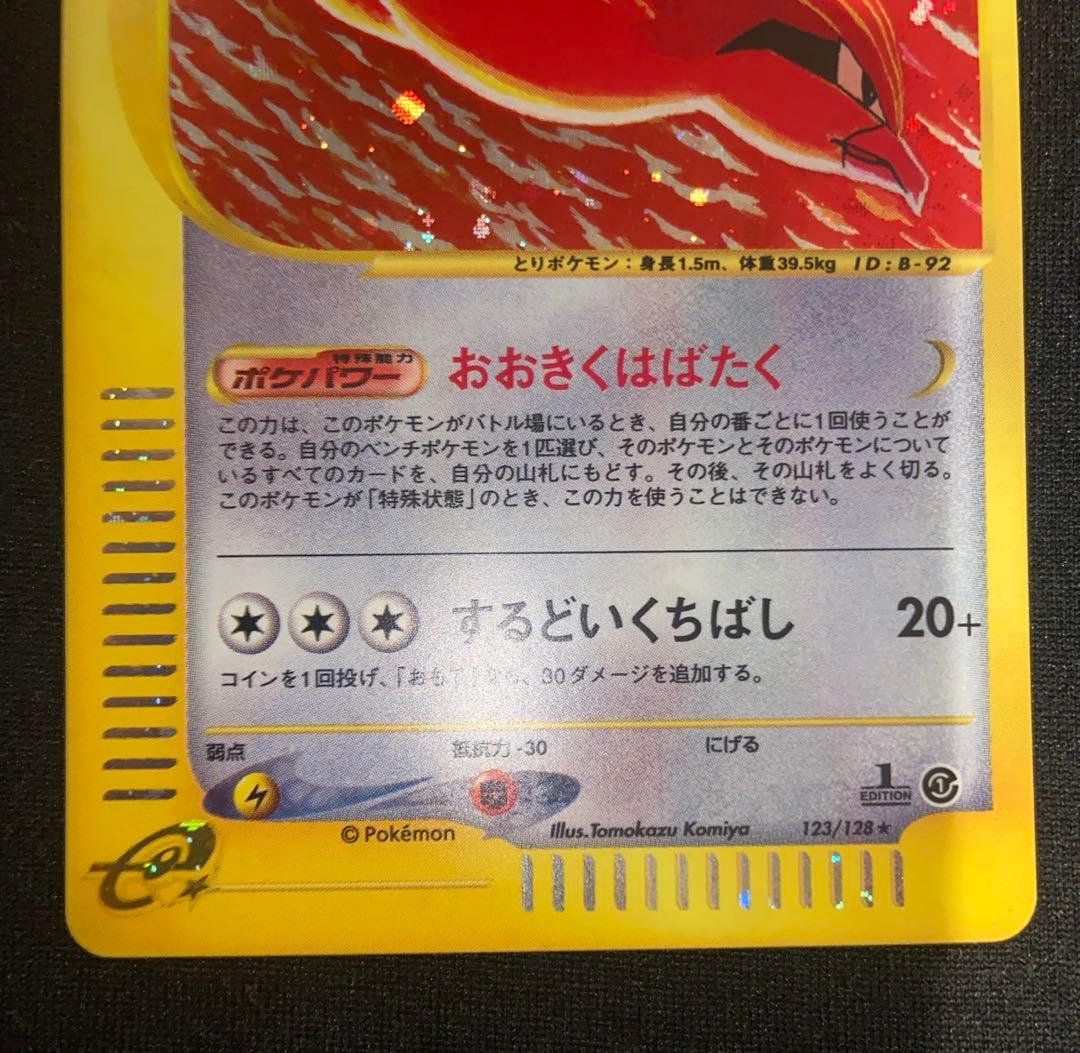 とりポケモン：身長1.5m、体重39.5kg ID:B-92
特殊能力
ポケパワー おおきくはばたく
この力は、このポケモンがバトル場にいるとき、自分の番ごとに1回使うことが
できる。自分のベンチポケモンを1匹選び、そのポケモンとそのポケモンについて
いるすべてのカードを、自分の山札にもどす。その後、その山札をよく切る。
このポケモンが「特殊状態」のとき、この力を使うことはできない。
するどいくちばし 20+
コインを1回投げ、「おもて」なら、30ダメージを追加する。
弱点 抵抗力 -30 にげる
1 EDITION
© Pokémon Illus.Tomokazu Komiya 123/128★